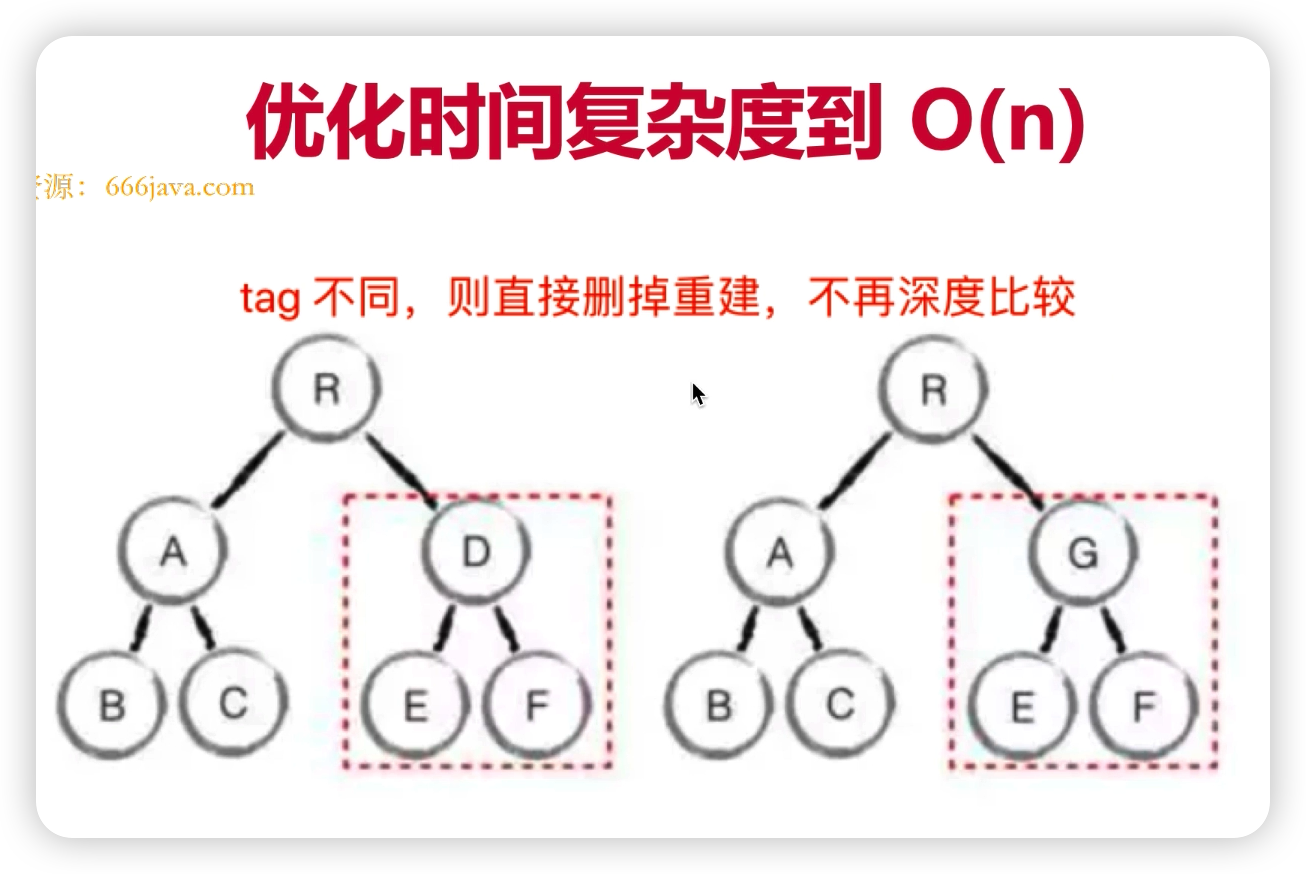 优化时间复杂度到 O(n)
源：666java.com
tag 不同，则直接删掉重建，不再深度比较
R R
A D A G
B C E F B C E F